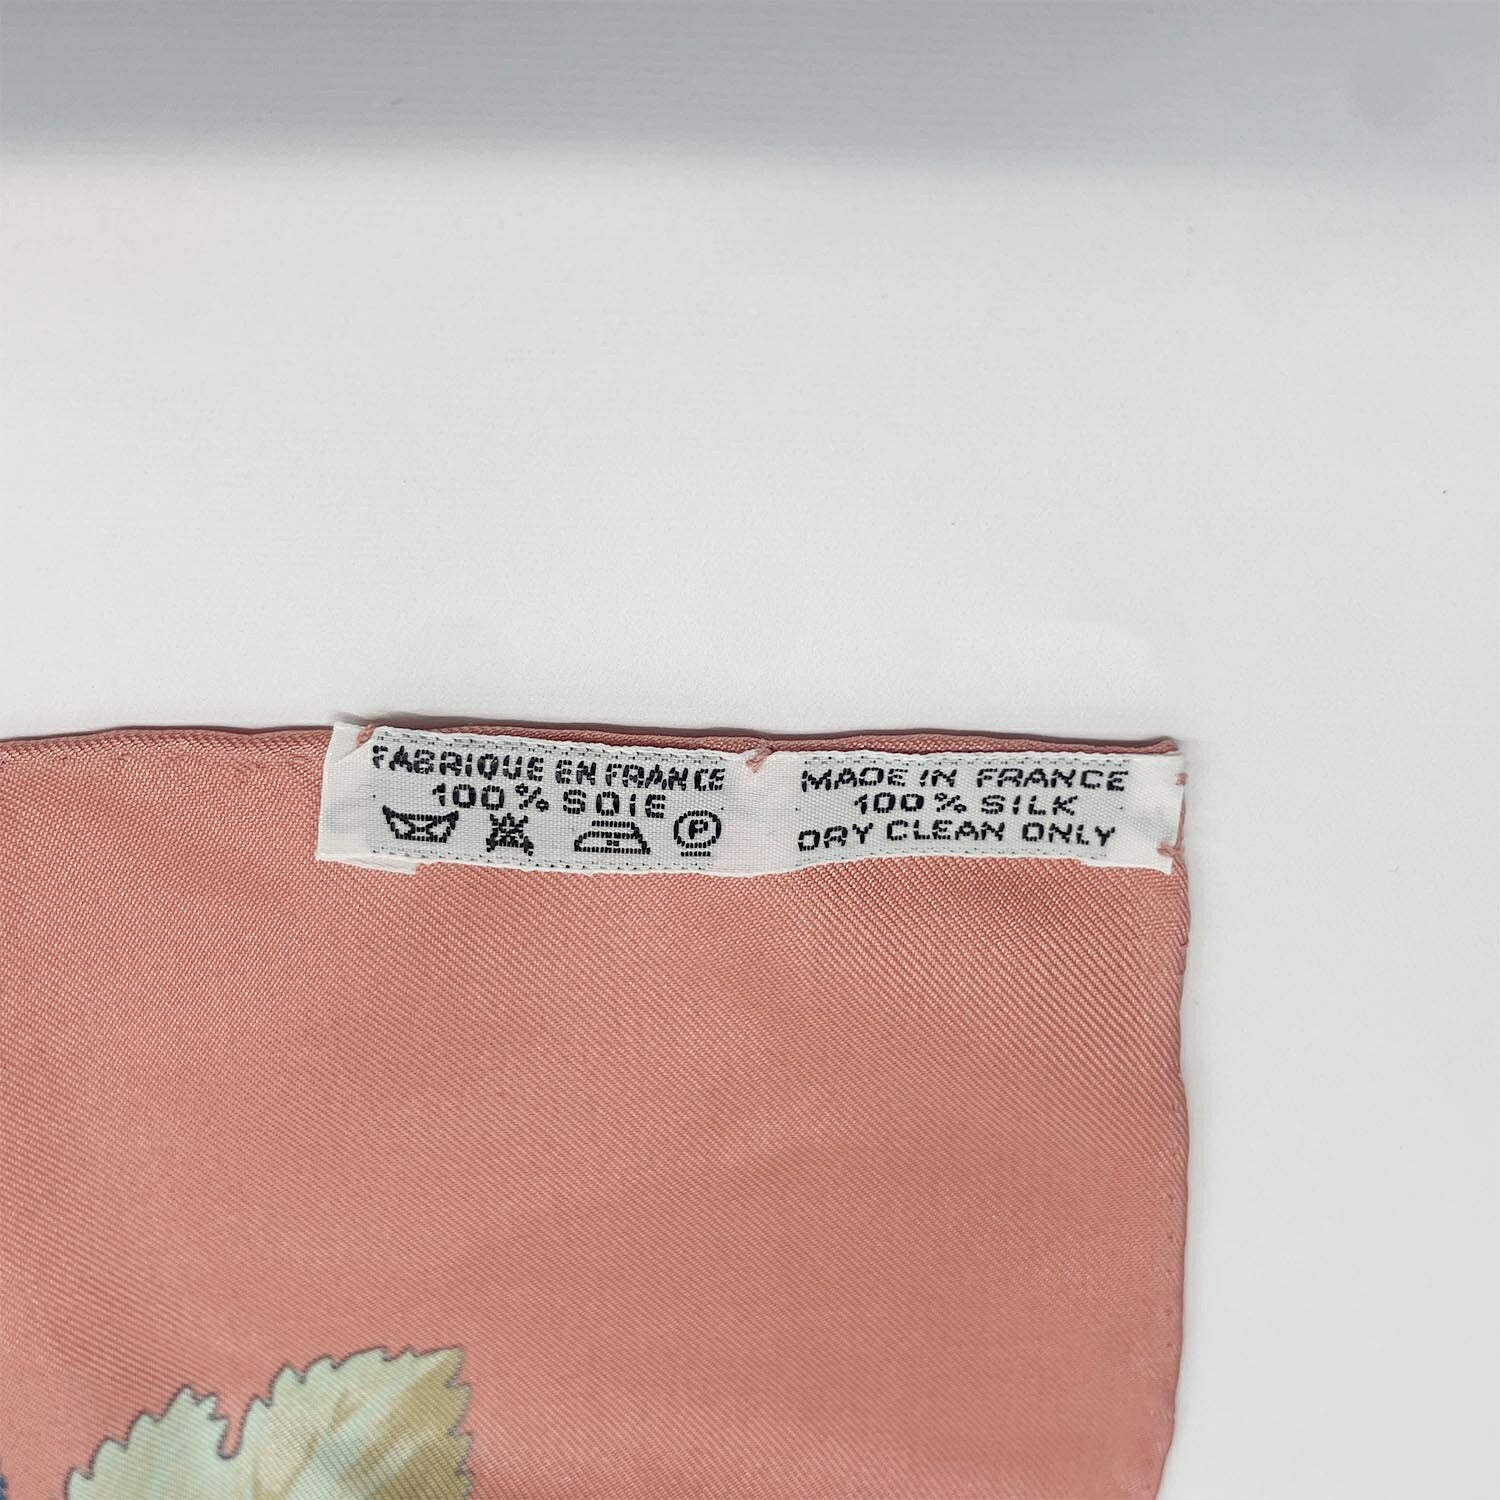 FABRIQUE EN FRANCE
100% SOIE
P
MADE IN FRANCE
100% SILK
DRY CLEAN ONLY